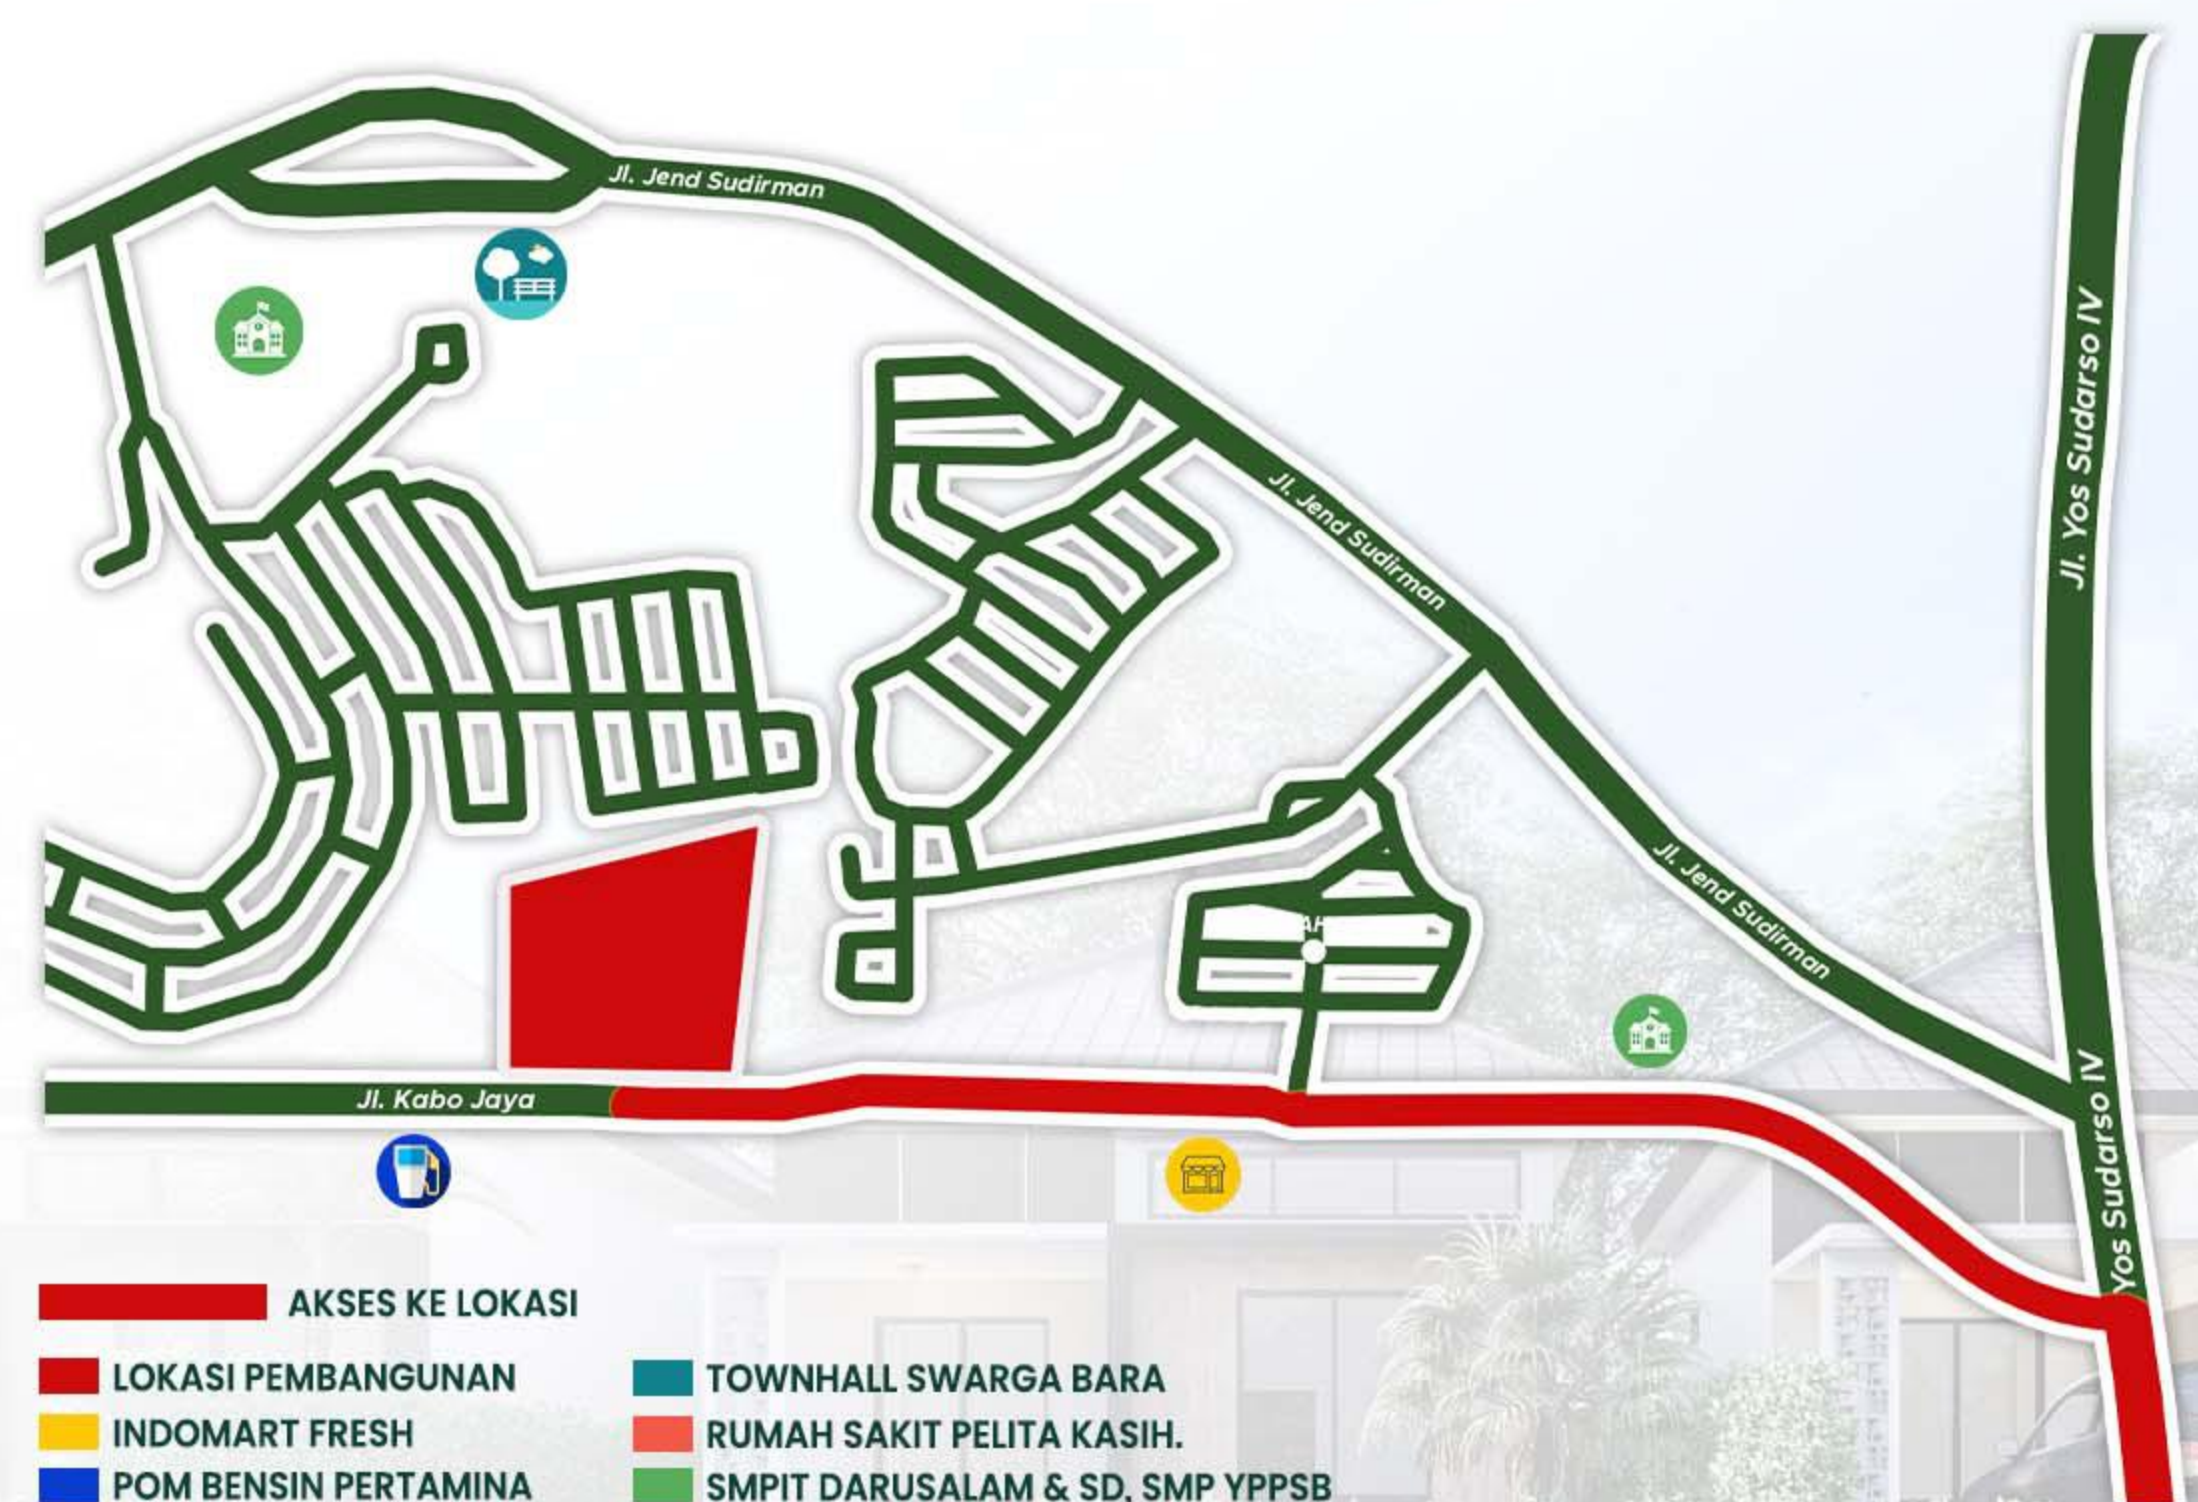 Jl. Jend Sudirman
Jl. Yos Sudarso IV
Jl. Jend Sudirman
Jl. Jend Sudirman
AH
Jl. Kabo Jaya
Yos Sudarso IV
AKSES KE LOKASI
LOKASI PEMBANGUNAN
TOWNHALL SWARGA BARA
INDOMART FRESH
RUMAH SAKIT PELITA KASIH.
POM BENSIN PERTAMINA
SMPIT DARUSALAM & SD, SMP YPPSB